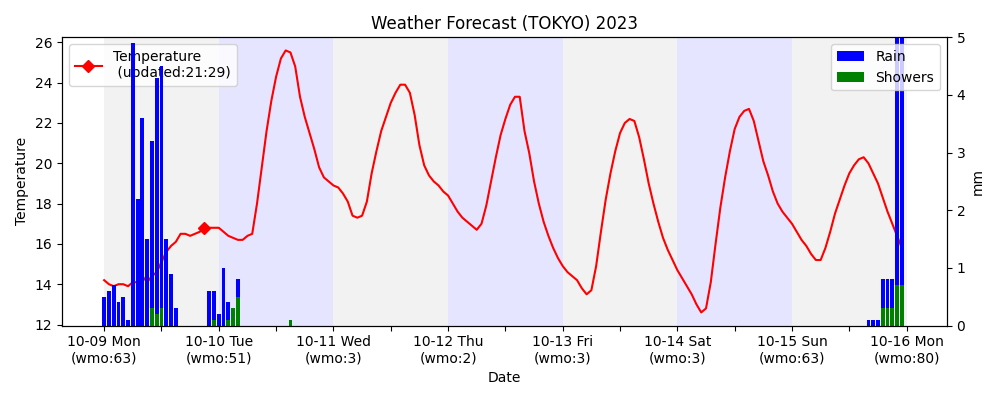 Weather Forecast (TOKYO) 2023
Temperature
(updated:21:29)
Rain
Showers
26
24
22
20
18
16
14
12
Temperature
5
4
3
2
1
0
mm
10-09 Mon
(wmo:63)
10-10 Tue
(wmo:51)
10-11 Wed
(wmo:3)
10-12 Thu
(wmo:2)
10-13 Fri
(wmo:3)
10-14 Sat
(wmo:3)
10-15 Sun
(wmo:63)
10-16 Mon
(wmo:80)
Date